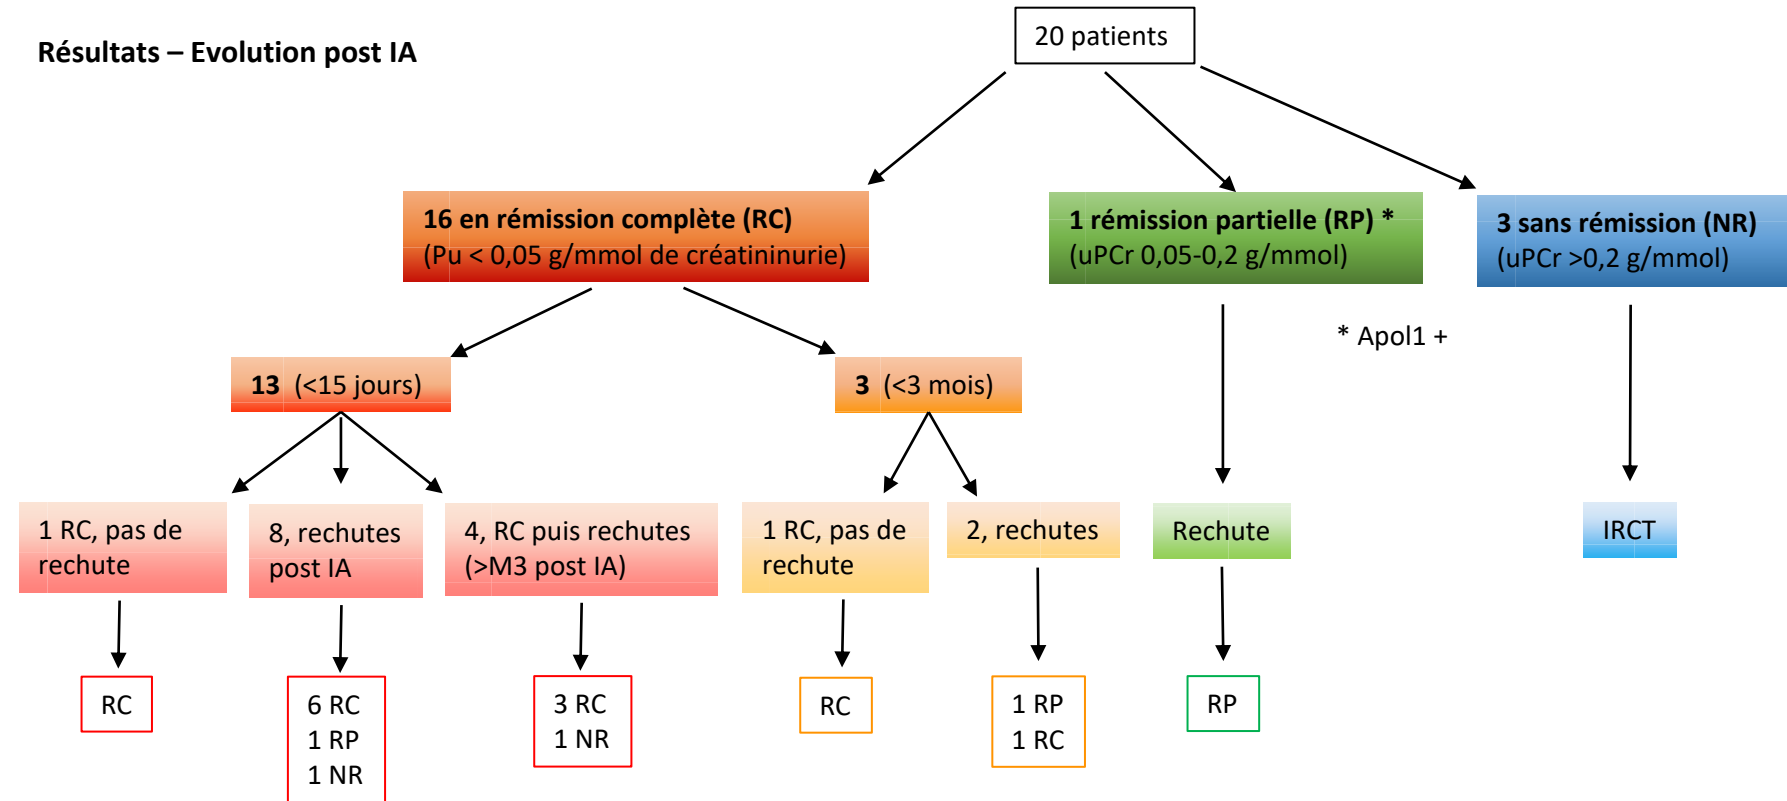 Résultats – Evolution post IA
20 patients
16 en rémission complète (RC)
(Pu < 0,05 g/mmol de créatininurie)
1 rémission partielle (RP) *
(uPCr 0,05-0,2 g/mmol)
3 sans rémission (NR)
(uPCr >0,2 g/mmol)
* Apol1 +
13 (<15 jours)
3 (<3 mois)
1 RC, pas de
rechute
8, rechutes
post IA
4, RC puis rechutes
(>M3 post IA)
1 RC, pas de
rechute
2, rechutes
Rechute
IRCT
RC
6 RC
1 RP
1 NR
3 RC
1 NR
RC
1 RP
1 RC
RP